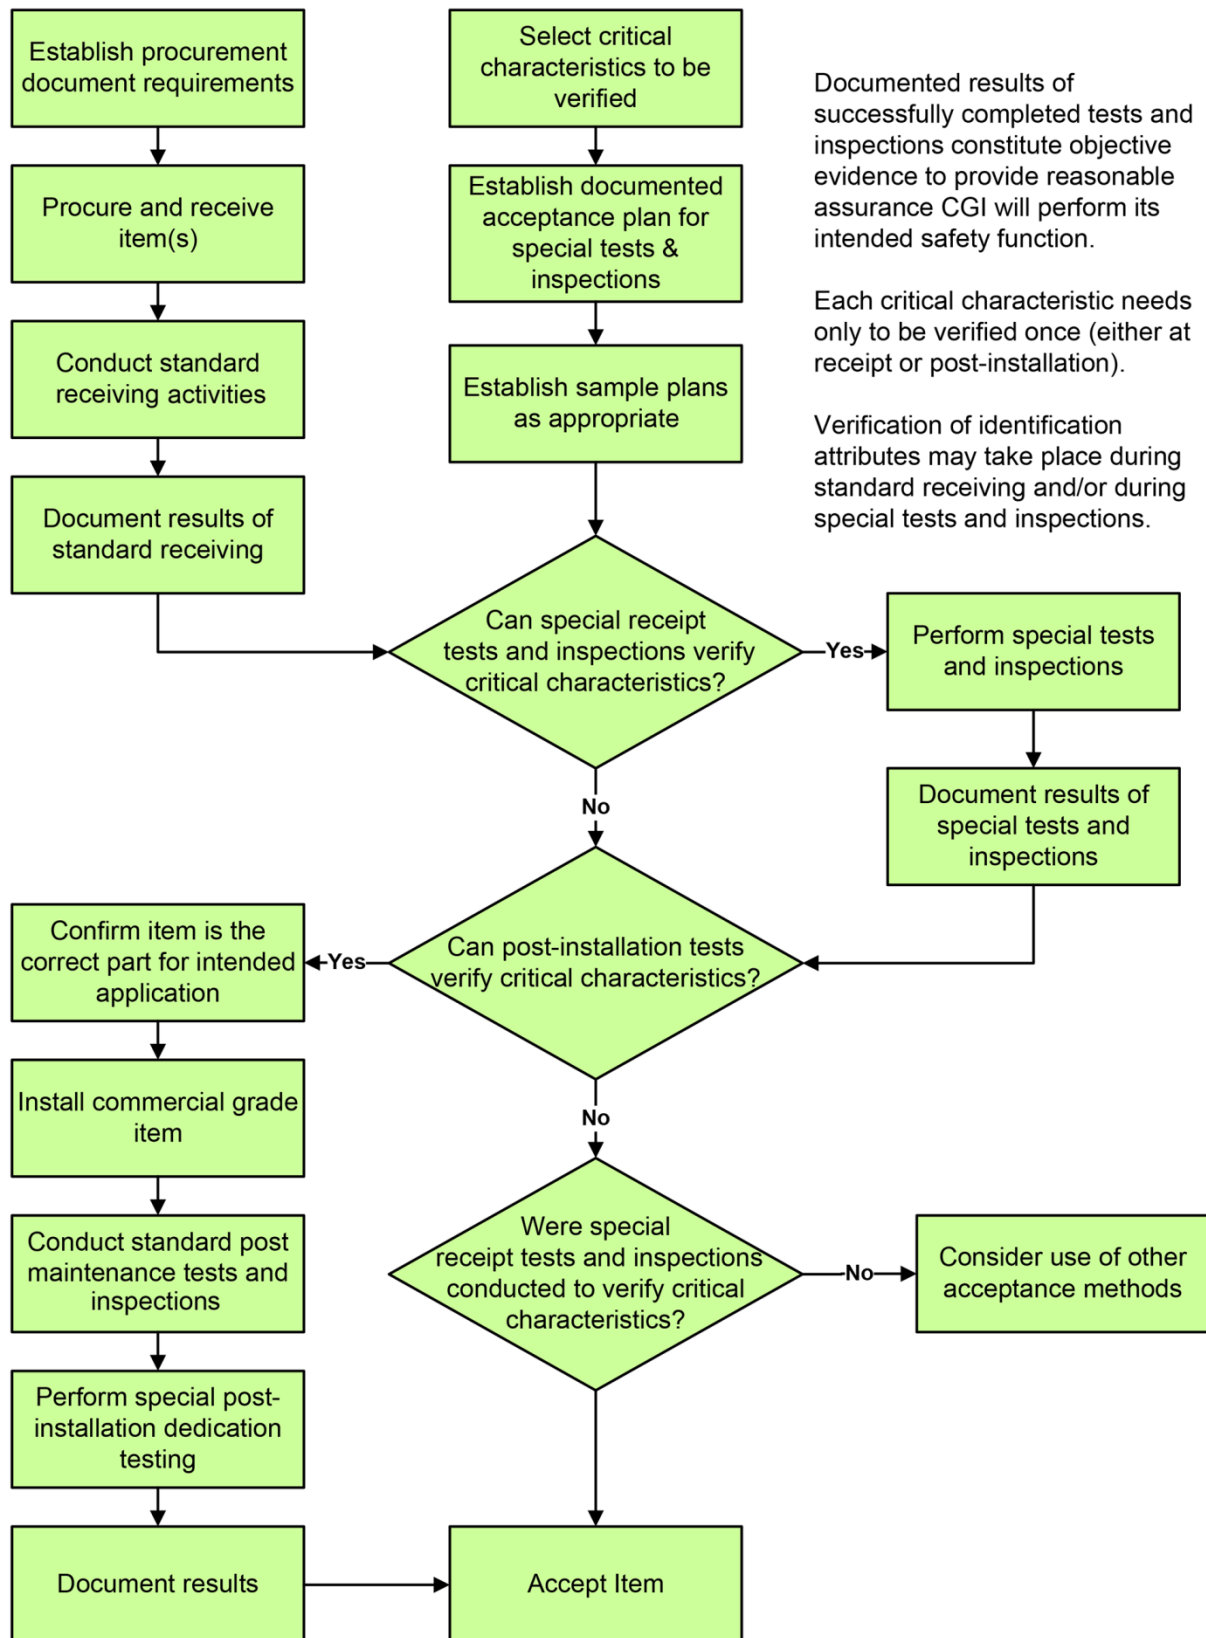 Establish procurement
document requirements
Procure and receive
item(s)
Conduct standard
receiving activities
Document results of
standard receiving
Select critical
characteristics to be
verified
Establish documented
acceptance plan for
special tests &
inspections
Establish sample plans
as appropriate
Documented results of
successfully completed tests and
inspections constitute objective
evidence to provide reasonable
assurance CGI will perform its
intended safety function.
Each critical characteristic needs
only to be verified once (either at
receipt or post-installation).
Verification of identification
attributes may take place during
standard receiving and/or during
special tests and inspections.
Can special receipt
tests and inspections verify
critical characteristics?
Yes
Perform special tests
and inspections
Document results of
special tests and
inspections
No
Can post-installation tests
verify critical characteristics?
Yes
Confirm item is the
correct part for intended
application
Install commercial grade
item
Conduct standard post
maintenance tests and
inspections
Perform special post-
installation dedication
testing
Document results
No
Were special
receipt tests and inspections
conducted to verify critical
characteristics?
No
Consider use of other
acceptance methods
Accept Item